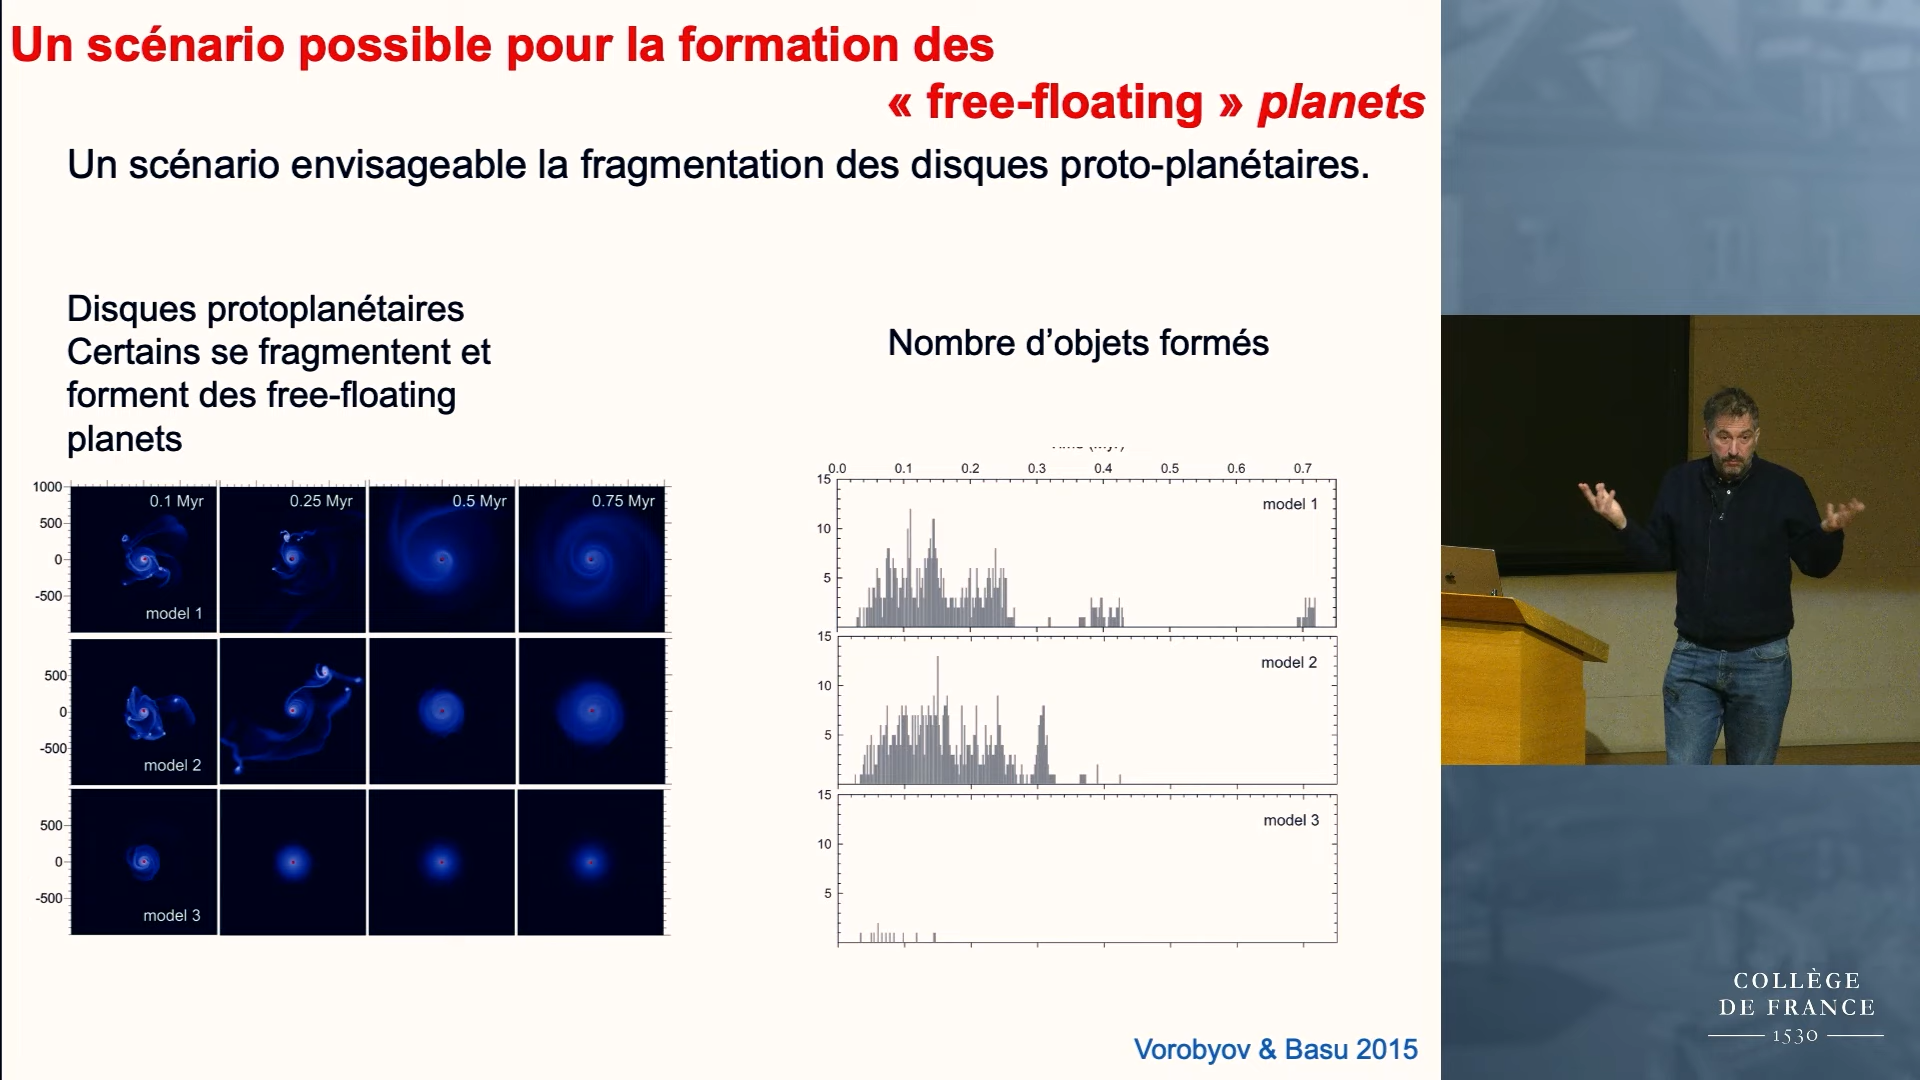 Un scénario possible pour la formation des
« free-floating » planets
Un scénario envisageable la fragmentation des disques proto-planétaires.
Disques protoplanétaires
Certains se fragmentent et
forment des free-floating
planets
Nombre d’objets formés
1000
500
0
-500
0.1 Myr
0.25 Myr
0.5 Myr
0.75 Myr
model 1
500
0
-500
model 2
500
0
-500
model 3
0.0 0.1 0.2 0.3 0.4 0.5 0.6 0.7
15
10
5
model 1
15
10
5
model 2
15
10
5
model 3
Vorobyov & Basu 2015
COLLÈGE
DE FRANCE
1530